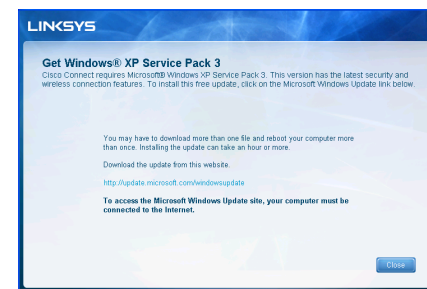 LINKSYS
Get Windows® XP Service Pack 3
Cisco Connect requires Microsoft® Windows XP Service Pack 3. This version has the latest security and
wireless connection features. To install this free update, click on the Microsoft Windows Update link below.
You may have to download more than one file and reboot your computer more
than once. Installing the update can take an hour or more.
Download the update from this website.
http://update.microsoft.com/windowsupdate
To access the Microsoft Windows Update site, your computer must be
connected to the Internet.
Close